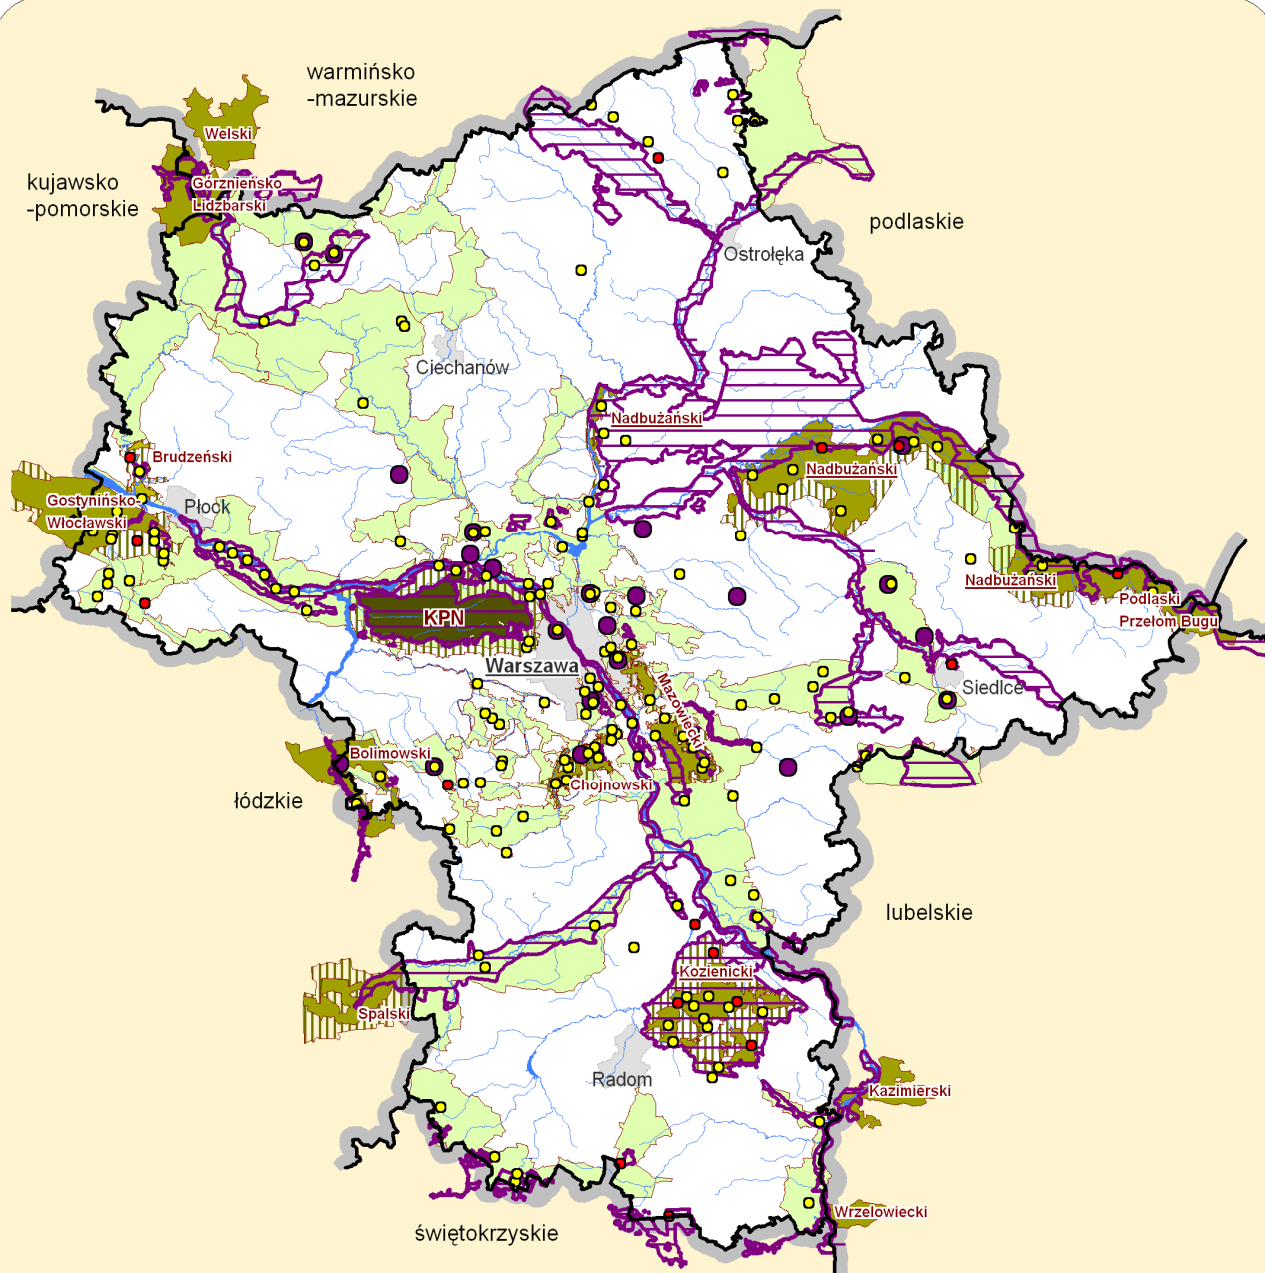 warmińsko
-mazurskie
Welski
kujawsko
-pomorskie
Górznieńsko
Lidzbarski
podlaskie
Ostrołęka
Ciechanów
Nadbużański
Brudzeński
Nadbużański
Gostynińsko-
Włocławski
Płock
Nadbużański
Podlaski
Przełom Bugu
KPN
Warszawa
Siedlce
Mazowiecki
Bolimowski
Chojnowski
łódzkie
lubelskie
Kozienicki
Spalski
Radom
Kazimierski
Wrzelowiecki
świętokrzyskie